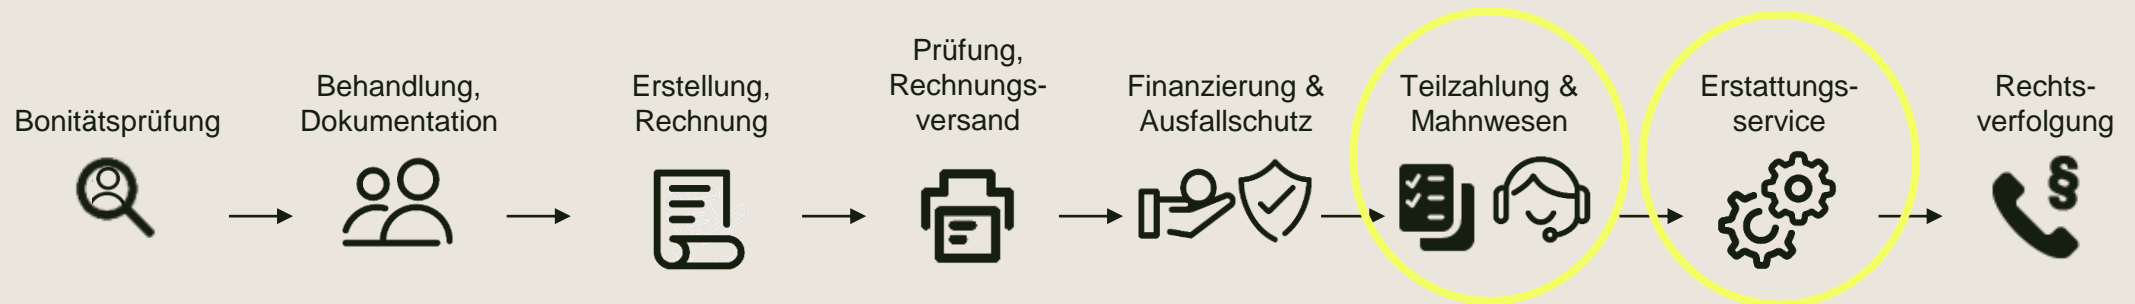 Bonitätsprüfung
Behandlung,
Dokumentation
Erstellung,
Rechnung
Prüfung,
Rechnungs-
versand
Finanzierung &
Ausfallschutz
Teilzahlung &
Mahnwesen
Erstattungs-
service
Rechts-
verfolgung
§